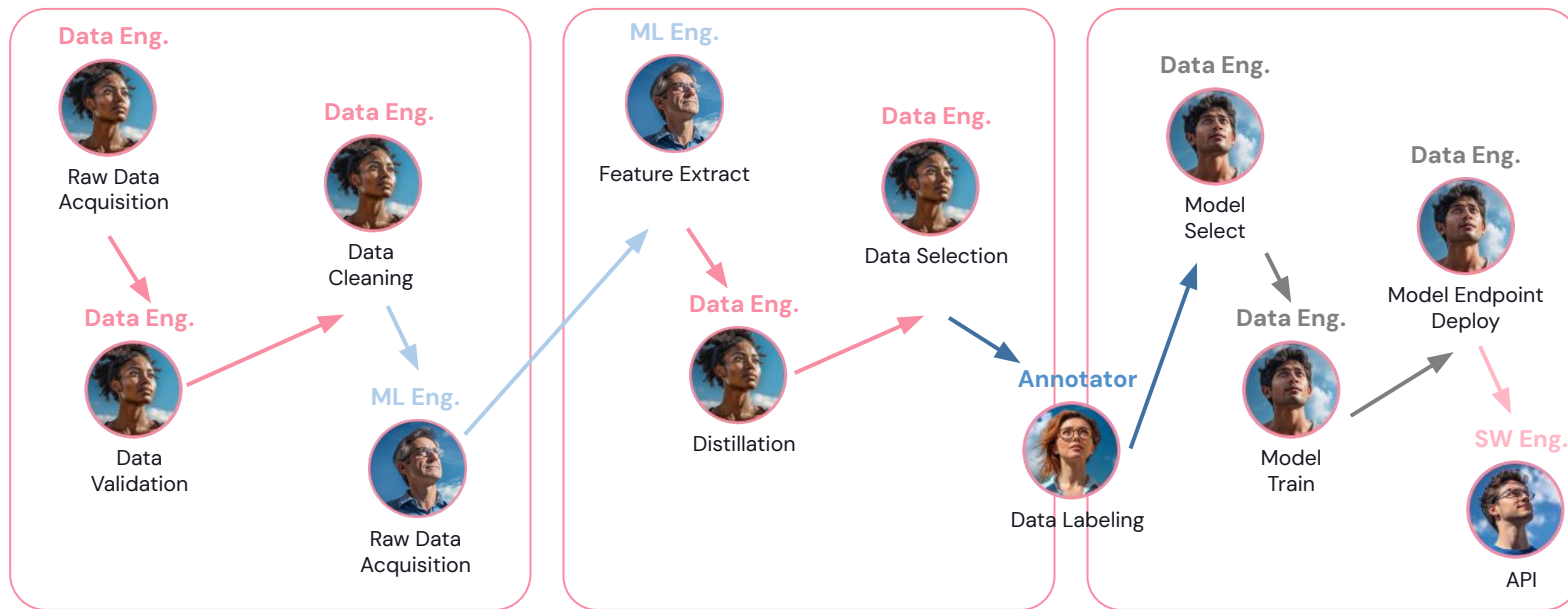 Data Eng.
Raw Data
Acquisition
Data Eng.
Data
Validation
Data Eng.
Data
Cleaning
ML Eng.
Raw Data
Acquisition
ML Eng.
Feature Extract
Data Eng.
Distillation
Data Eng.
Data Selection
Annotator
Data Labeling
Data Eng.
Model
Select
Data Eng.
Model
Train
Data Eng.
Model Endpoint
Deploy
SW Eng.
API